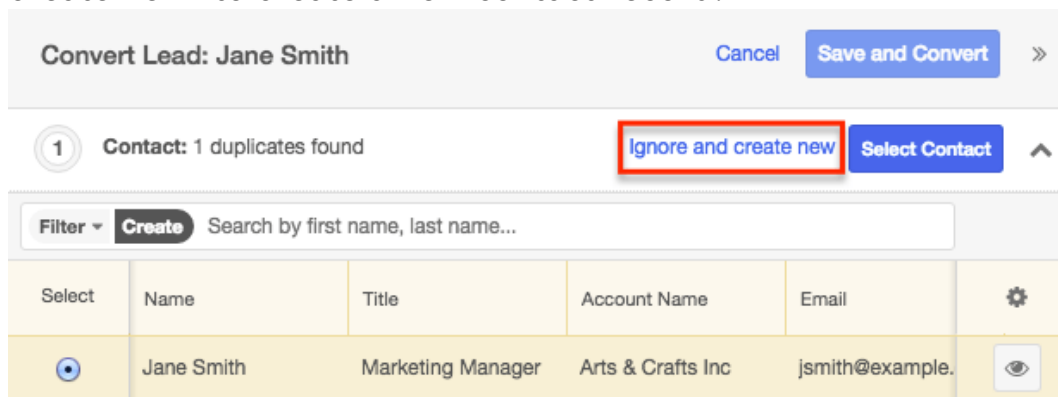 Convert Lead: Jane Smith Cancel Save and Convert
1 Contact: 1 duplicates found Ignore and create new Select Contact
Filter Create Search by first name, last name...
Select Name Title Account Name Email
Jane Smith Marketing Manager Arts & Crafts Inc jsmith@example.